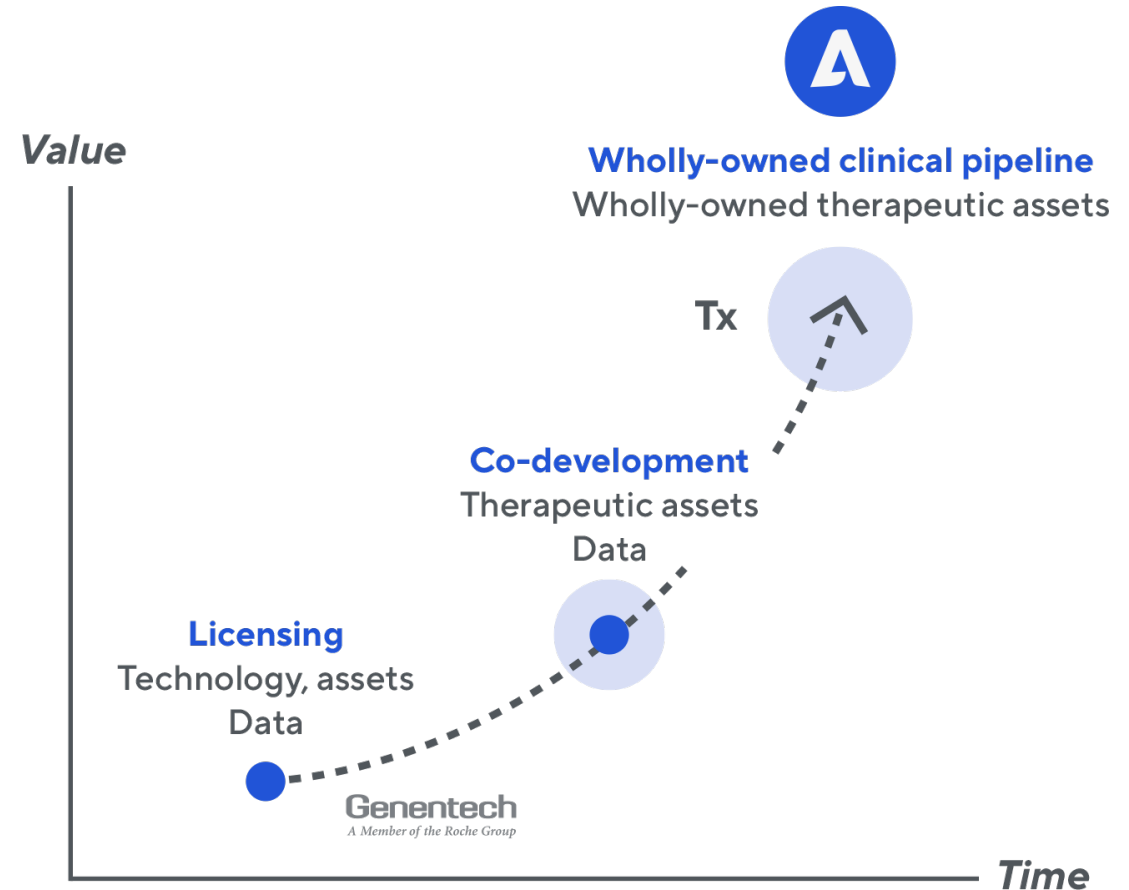 Value
Wholly-owned clinical pipeline
Wholly-owned therapeutic assets
Tx
Co-development
Therapeutic assets
Data
Licensing
Technology, assets
Data
Genentech
A Member of the Roche Group
Time